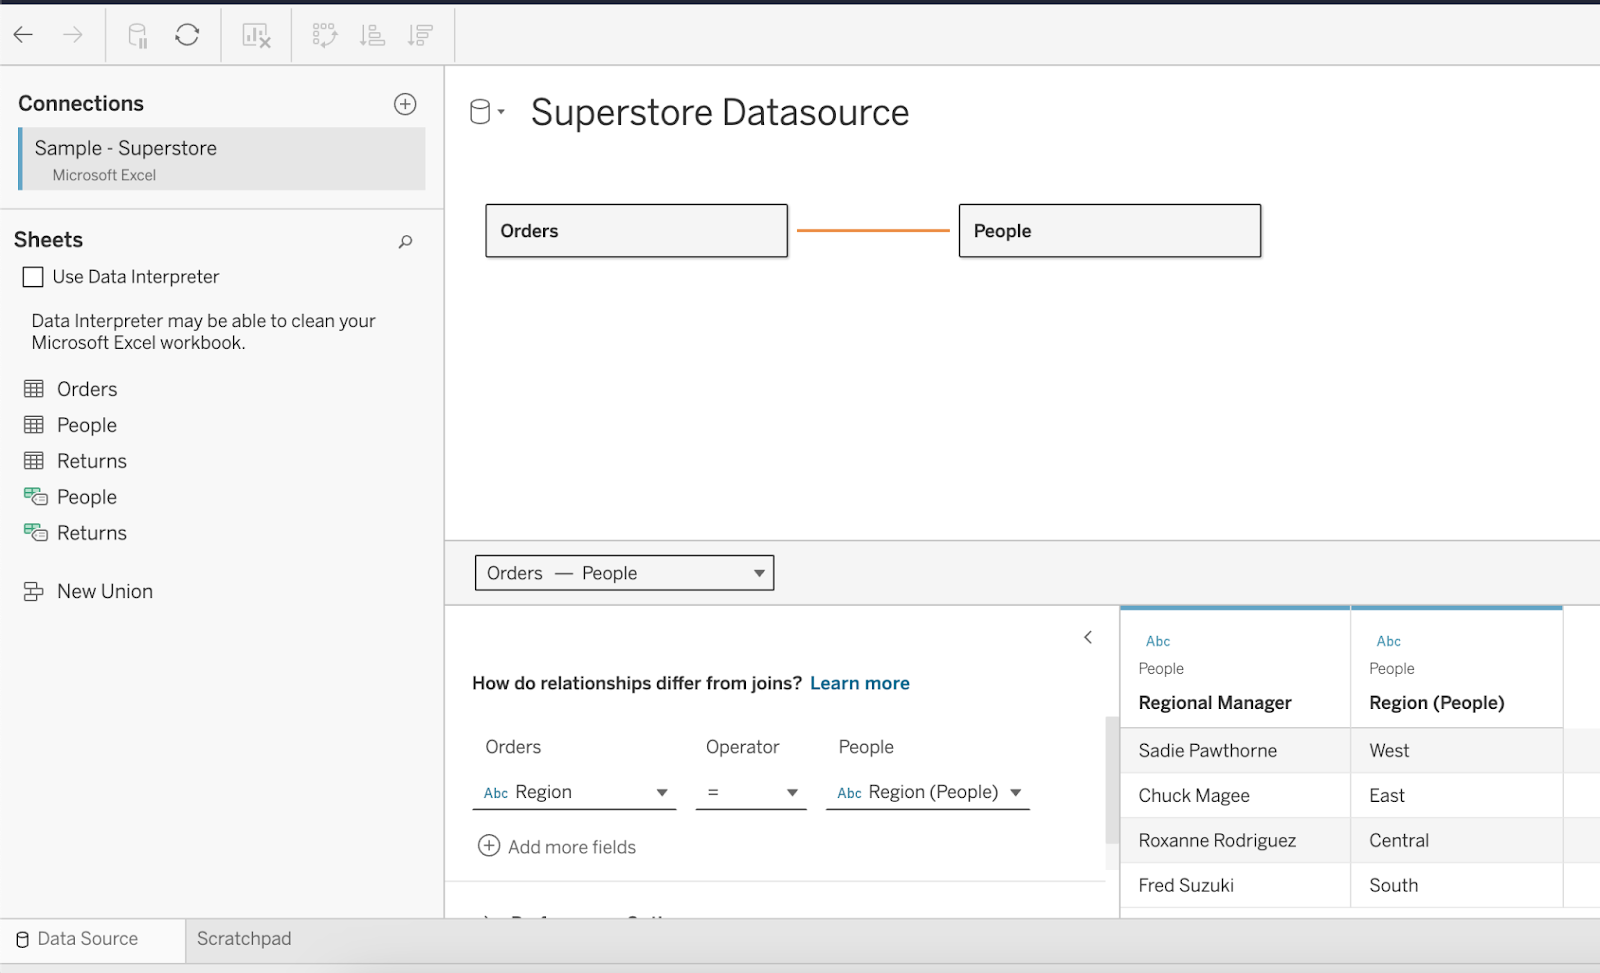 Connections
Sample - Superstore
Microsoft Excel
Sheets
Use Data Interpreter
Data Interpreter may be able to clean your
Microsoft Excel workbook.
Orders
People
Returns
People
Returns
New Union
Superstore Datasource
Orders
People
Orders — People
How do relationships differ from joins? Learn more
Orders Operator People
Abc Region = Abc Region (People)
Add more fields
Abc Abc
People People
Regional Manager Region (People)
Sadie Pawthorne West
Chuck Magee East
Roxanne Rodriguez Central
Fred Suzuki South
Data Source Scratchpad